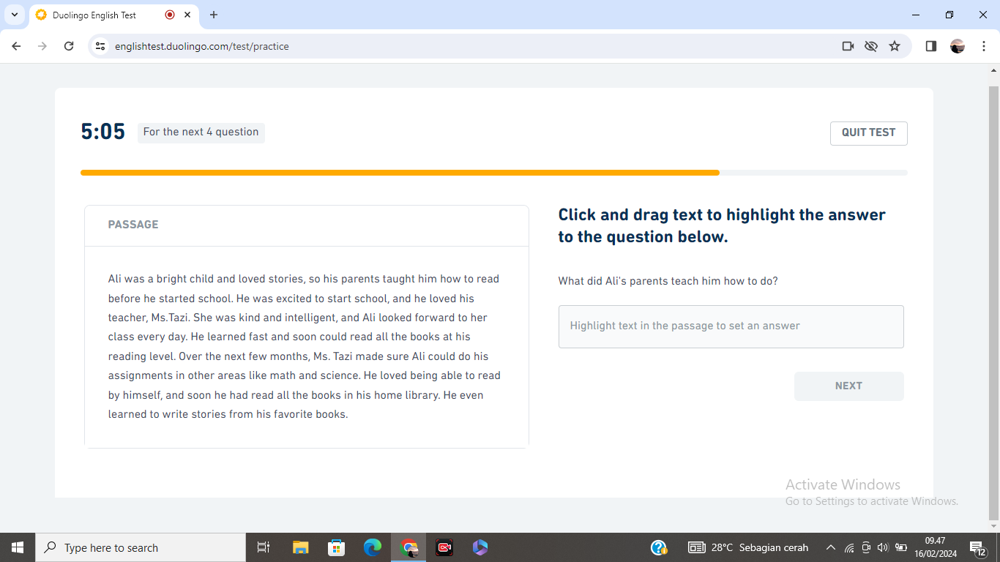 Duolingo English Test
englishtest.duolingo.com/test/practice
5:05
For the next 4 question
QUIT TEST
PASSAGE
Ali was a bright child and loved stories, so his parents taught him how to read
before he started school. He was excited to start school, and he loved his
teacher, Ms.Tazi. She was kind and intelligent, and Ali looked forward to her
class every day. He learned fast and soon could read all the books at his
reading level. Over the next few months, Ms. Tazi made sure Ali could do his
assignments in other areas like math and science. He loved being able to read
by himself, and soon he had read all the books in his home library. He even
learned to write stories from his favorite books.
Click and drag text to highlight the answer
to the question below.
What did Ali's parents teach him how to do?
Highlight text in the passage to set an answer
NEXT
Activate Windows
Go to Settings to activate Windows.
Type here to search
28°C Sebagian cerah
09.47
16/02/2024
12